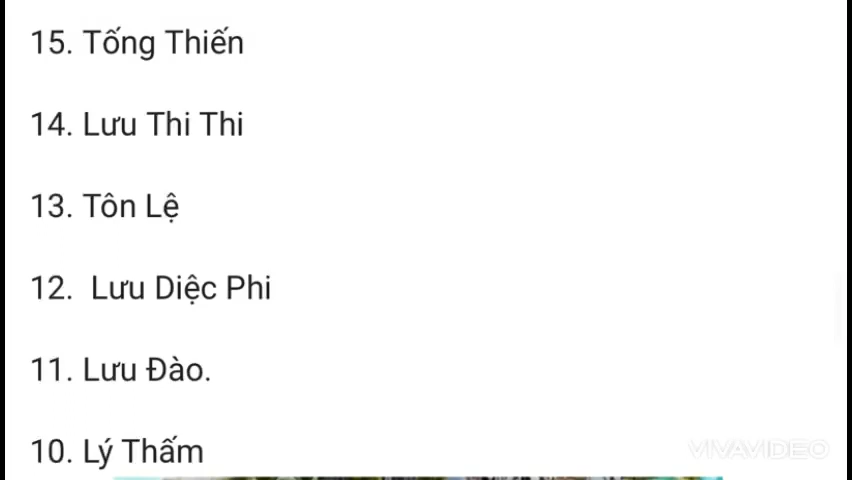 15. Tống Thiến
14. Lưu Thi Thi
13. Tôn Lệ
12. Lưu Diệc Phi
11. Lưu Đào.
10. Lý Thấm
VIVAVIDEO